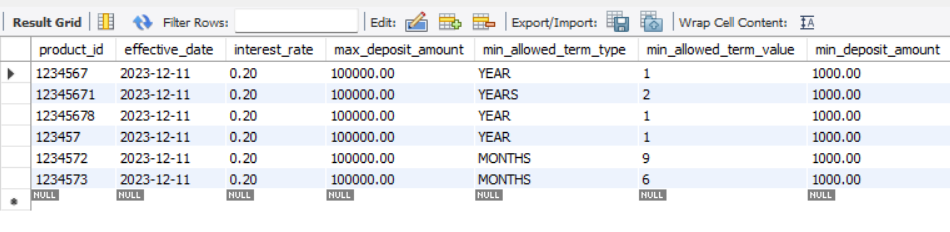 Result Grid Filter Rows: Edit: Export/Import: Wrap Cell Content: IA
product_id effective_date interest_rate max_deposit_amount min_allowed_term_type min_allowed_term_value min_deposit_amount
1234567 2023-12-11 0.20 100000.00 YEAR 1 1000.00
12345671 2023-12-11 0.20 100000.00 YEARS 2 1000.00
12345678 2023-12-11 0.20 100000.00 YEAR 1 1000.00
123457 2023-12-11 0.20 100000.00 YEAR 1 1000.00
1234572 2023-12-11 0.20 100000.00 MONTHS 9 1000.00
1234573 2023-12-11 0.20 100000.00 MONTHS 6 1000.00
NULL NULL NULL NULL NULL NULL NULL